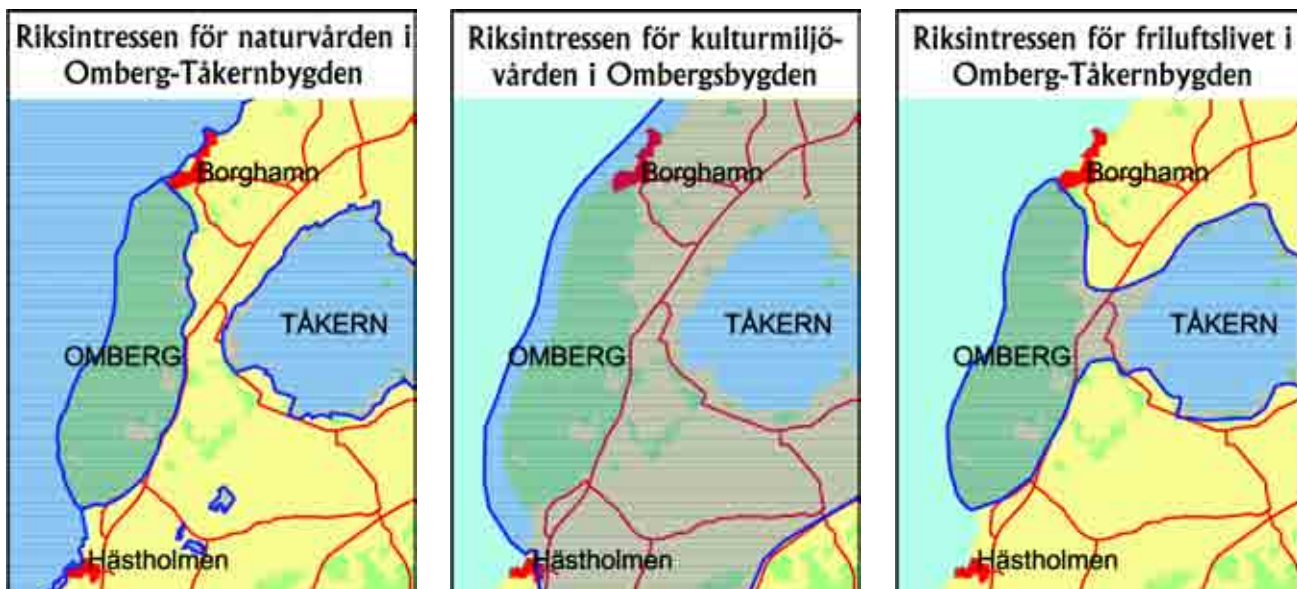 Riksintressen för naturvården i
Omberg-Tåkernbygden
Borghamn
TÅKERN
OMBERG
Hästholmen
Riksintressen för kulturmiljö-
vården i Ombergsbygden
Borghamn
TÅKERN
OMBERG
Hästholmen
Riksintressen för friluftslivet i
Omberg-Tåkernbygden
Borghamn
TÅKERN
OMBERG
Hästholmen